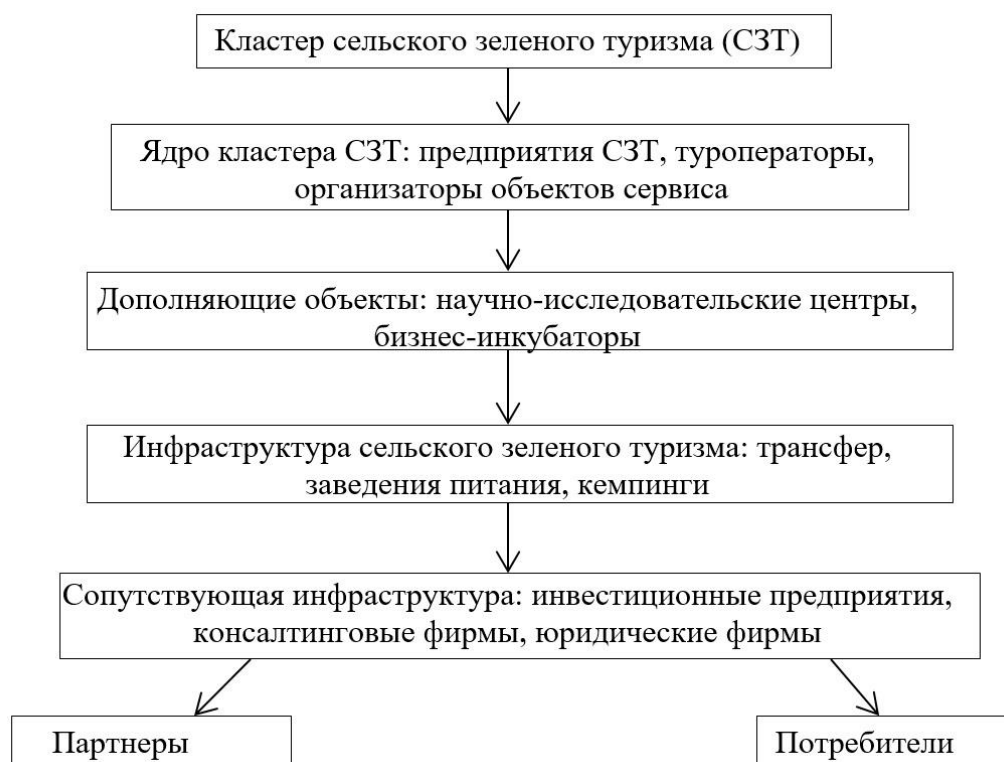 Кластер сельского зеленого туризма (СЗТ)
Ядро кластера СЗТ: предприятия СЗТ, туроператоры,
организаторы объектов сервиса
Дополняющие объекты: научно-исследовательские центры,
бизнес-инкубаторы
Инфраструктура сельского зеленого туризма: трансфер,
заведения питания, кемпинги
Сопутствующая инфраструктура: инвестиционные предприятия,
консалтинговые фирмы, юридические фирмы
Партнеры
Потребители